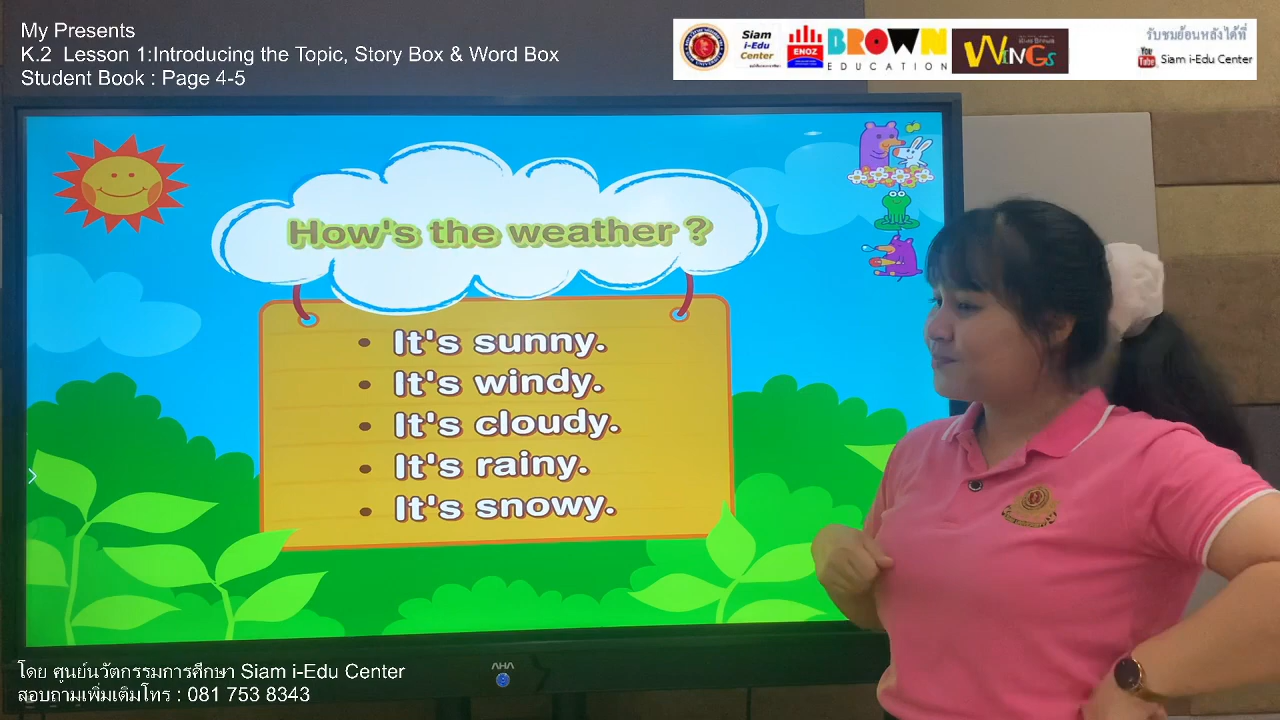 My Presents
K.2 Lesson 1:Introducing the Topic, Story Box & Word Box
Student Book : Page 4-5
Siam
i-Edu
Center
ENOZ
BROWN
EDUCATION
WiNGS
รับชมย้อนหลังได้ที่
You
Tube
Siam i-Edu Center
How's the weather ?
• It's sunny.
• It's windy.
• It's cloudy.
• It's rainy.
• It's snowy.
AHA
โดย ศูนย์นวัตกรรมการศึกษา Siam i-Edu Center
สอบถามเพิ่มเติมโทร : 081 753 8343